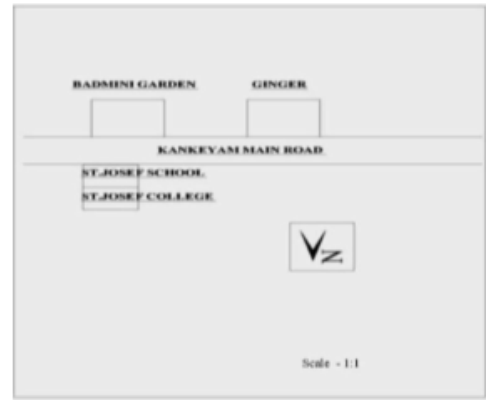 BADMINI GARDEN GINGER
KANKEYAM MAIN ROAD
ST.JOSEF SCHOOL
ST.JOSEF COLLEGE
N
Scale - 1:1